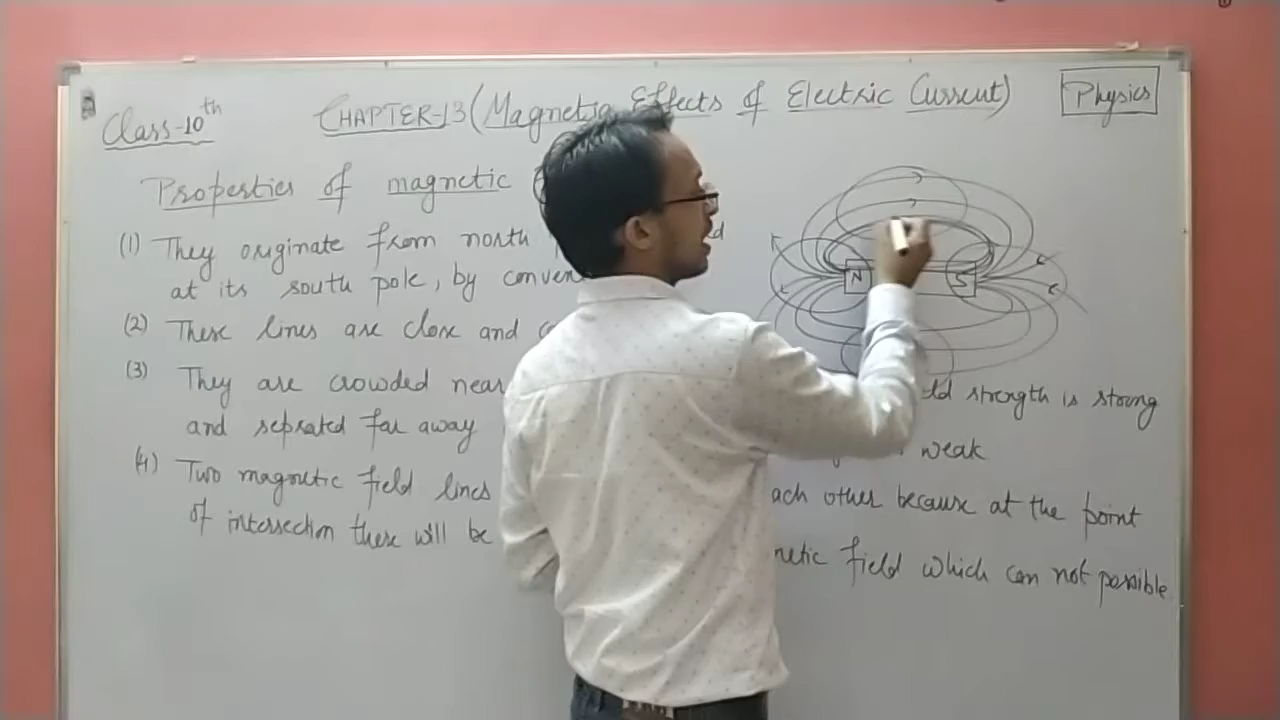 Class-10th
CHAPTER-13 (Magnetic Effects of Electric Current)
Physics
Properties of magnetic
(1) They originate from north
at its south pole, by conven
(2) These lines are close and
(3) They are crowded near ld strength is strong
and seprated far away weak
(4) Two magnetic field lines ach other because at the point
of intersection there will be netic field which can not possible
N S